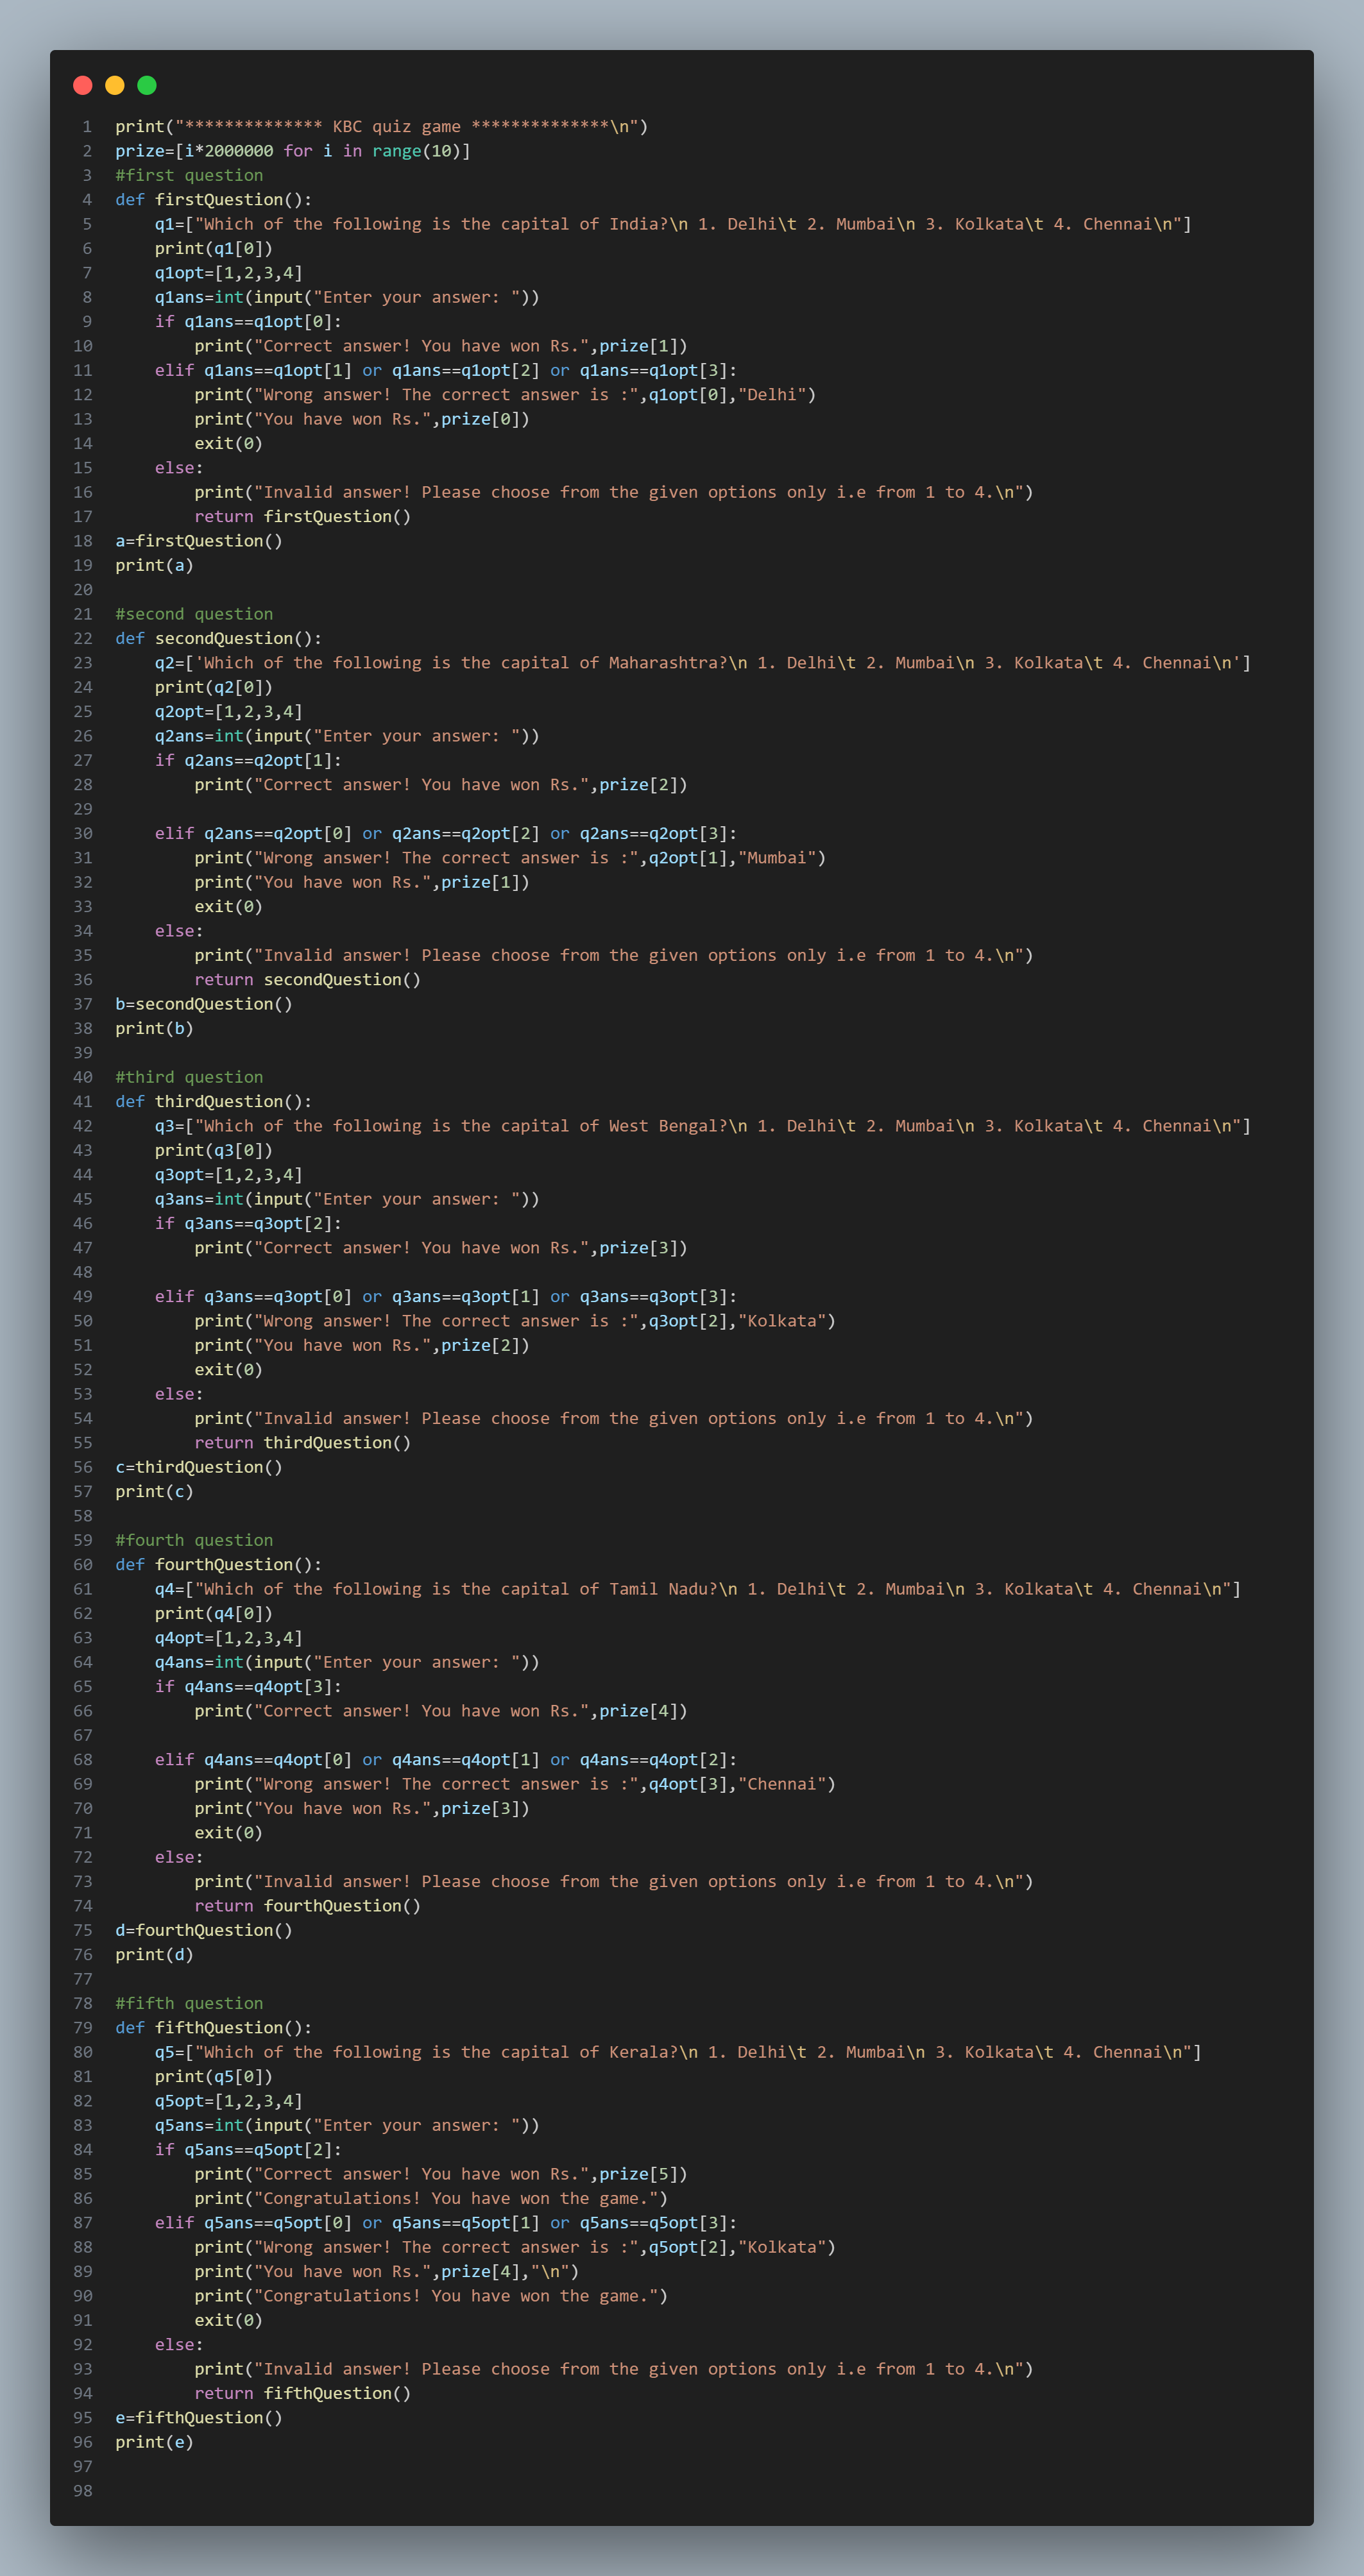 1 print("************** KBC quiz game **************\n")
2 prize=[i*2000000 for i in range(10)]
3 #first question
4 def firstQuestion():
5     q1=["Which of the following is the capital of India?\n 1. Delhi\t 2. Mumbai\n 3. Kolkata\t 4. Chennai\n"]
6     print(q1[0])
7     q1opt=[1,2,3,4]
8     q1ans=int(input("Enter your answer: "))
9     if q1ans==q1opt[0]:
10         print("Correct answer! You have won Rs.",prize[1])
11     elif q1ans==q1opt[1] or q1ans==q1opt[2] or q1ans==q1opt[3]:
12         print("Wrong answer! The correct answer is :",q1opt[0],"Delhi")
13         print("You have won Rs.",prize[0])
14         exit(0)
15     else:
16         print("Invalid answer! Please choose from the given options only i.e from 1 to 4.\n")
17         return firstQuestion()
18 a=firstQuestion()
19 print(a)
20
21 #second question
22 def secondQuestion():
23     q2=['Which of the following is the capital of Maharashtra?\n 1. Delhi\t 2. Mumbai\n 3. Kolkata\t 4. Chennai\n']
24     print(q2[0])
25     q2opt=[1,2,3,4]
26     q2ans=int(input("Enter your answer: "))
27     if q2ans==q2opt[1]:
28         print("Correct answer! You have won Rs.",prize[2])
29
30     elif q2ans==q2opt[0] or q2ans==q2opt[2] or q2ans==q2opt[3]:
31         print("Wrong answer! The correct answer is :",q2opt[1],"Mumbai")
32         print("You have won Rs.",prize[1])
33         exit(0)
34     else:
35         print("Invalid answer! Please choose from the given options only i.e from 1 to 4.\n")
36         return secondQuestion()
37 b=secondQuestion()
38 print(b)
39
40 #third question
41 def thirdQuestion():
42     q3=["Which of the following is the capital of West Bengal?\n 1. Delhi\t 2. Mumbai\n 3. Kolkata\t 4. Chennai\n"]
43     print(q3[0])
44     q3opt=[1,2,3,4]
45     q3ans=int(input("Enter your answer: "))
46     if q3ans==q3opt[2]:
47         print("Correct answer! You have won Rs.",prize[3])
48
49     elif q3ans==q3opt[0] or q3ans==q3opt[1] or q3ans==q3opt[3]:
50         print("Wrong answer! The correct answer is :",q3opt[2],"Kolkata")
51         print("You have won Rs.",prize[2])
52         exit(0)
53     else:
54         print("Invalid answer! Please choose from the given options only i.e from 1 to 4.\n")
55         return thirdQuestion()
56 c=thirdQuestion()
57 print(c)
58
59 #fourth question
60 def fourthQuestion():
61     q4=["Which of the following is the capital of Tamil Nadu?\n 1. Delhi\t 2. Mumbai\n 3. Kolkata\t 4. Chennai\n"]
62     print(q4[0])
63     q4opt=[1,2,3,4]
64     q4ans=int(input("Enter your answer: "))
65     if q4ans==q4opt[3]:
66         print("Correct answer! You have won Rs.",prize[4])
67
68     elif q4ans==q4opt[0] or q4ans==q4opt[1] or q4ans==q4opt[2]:
69         print("Wrong answer! The correct answer is :",q4opt[3],"Chennai")
70         print("You have won Rs.",prize[3])
71         exit(0)
72     else:
73         print("Invalid answer! Please choose from the given options only i.e from 1 to 4.\n")
74         return fourthQuestion()
75 d=fourthQuestion()
76 print(d)
77
78 #fifth question
79 def fifthQuestion():
80     q5=["Which of the following is the capital of Kerala?\n 1. Delhi\t 2. Mumbai\n 3. Kolkata\t 4. Chennai\n"]
81     print(q5[0])
82     q5opt=[1,2,3,4]
83     q5ans=int(input("Enter your answer: "))
84     if q5ans==q5opt[2]:
85         print("Correct answer! You have won Rs.",prize[5])
86         print("Congratulations! You have won the game.")
87     elif q5ans==q5opt[0] or q5ans==q5opt[1] or q5ans==q5opt[3]:
88         print("Wrong answer! The correct answer is :",q5opt[2],"Kolkata")
89         print("You have won Rs.",prize[4],"\n")
90         print("Congratulations! You have won the game.")
91         exit(0)
92     else:
93         print("Invalid answer! Please choose from the given options only i.e from 1 to 4.\n")
94         return fifthQuestion()
95 e=fifthQuestion()
96 print(e)
97
98